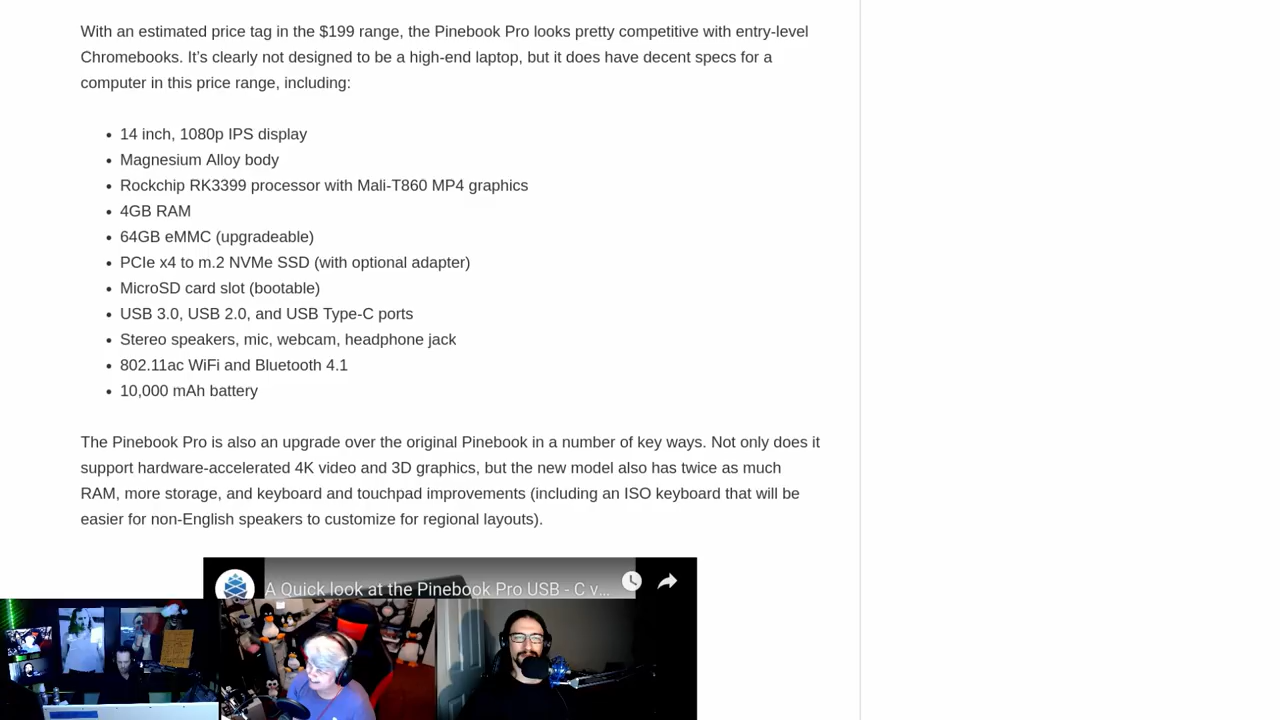 With an estimated price tag in the $199 range, the Pinebook Pro looks pretty competitive with entry-level
Chromebooks. It’s clearly not designed to be a high-end laptop, but it does have decent specs for a
computer in this price range, including:
• 14 inch, 1080p IPS display
• Magnesium Alloy body
• Rockchip RK3399 processor with Mali-T860 MP4 graphics
• 4GB RAM
• 64GB eMMC (upgradeable)
• PCIe x4 to m.2 NVMe SSD (with optional adapter)
• MicroSD card slot (bootable)
• USB 3.0, USB 2.0, and USB Type-C ports
• Stereo speakers, mic, webcam, headphone jack
• 802.11ac WiFi and Bluetooth 4.1
• 10,000 mAh battery
The Pinebook Pro is also an upgrade over the original Pinebook in a number of key ways. Not only does it
support hardware-accelerated 4K video and 3D graphics, but the new model also has twice as much
RAM, more storage, and keyboard and touchpad improvements (including an ISO keyboard that will be
easier for non-English speakers to customize for regional layouts).
A Quick look at the Pinebook Pro USB - C v...